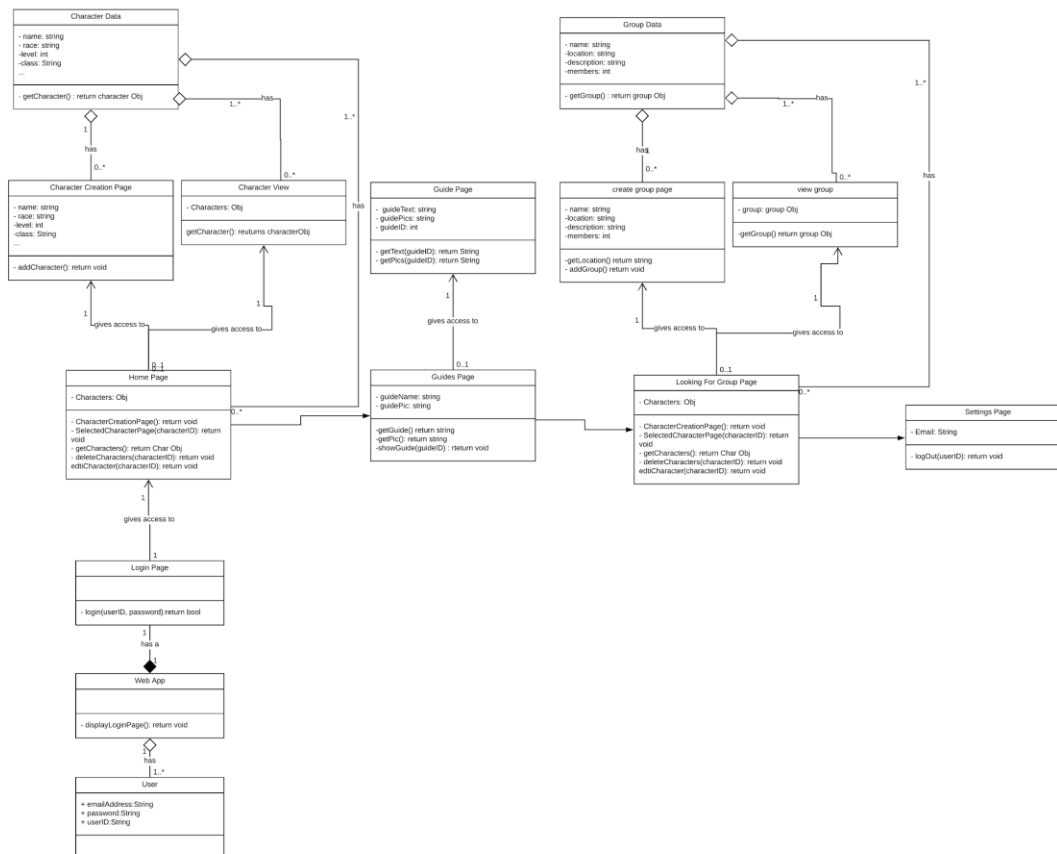 Character Data
- name: string
- race: string
-level: int
-class: String
...
- getCharacter() : return character Obj
1
has
0..*
1..*
has
0..*
1..*
has
0..*
Character Creation Page
- name: string
- race: string
-level: int
-class: String
...
- addCharacter(): return void
Character View
- Characters: Obj
getCharacter(): reuturns characterObj
1
gives access to
0..1
1
gives access to
0..1
Guide Page
- guideText: string
- guidePics: string
- guideID: int
- getText(guideID): return String
- getPics(guideID): return String
1
gives access to
0..1
Group Data
- name: string
-location: string
-description: string
-members: int
- getGroup() : return group Obj
1
has
0..*
1..*
has
0..*
1..*
has
0..*
create group page
- name: string
-location: string
-description: string
-members: int
-getLocation() return string
- addGroup() return void
view group
- group: group Obj
-getGroup() return group Obj
1
gives access to
1
gives access to
0..1
Home Page
- Characters: Obj
- CharacterCreationPage(): return void
- SelectedCharacterPage(characterID): return
void
- getCharacters(): return Char Obj
- deleteCharacters(characterID): return void
edtiCharacter(characterID): return void
Guides Page
- guideName: string
- guidePic: string
-getGuide() return string
-getPic(): return string
-showGuide(guideID) : rteturn void
Looking For Group Page
- Characters: Obj
- CharacterCreationPage(): return void
- SelectedCharacterPage(characterID): return
void
- getCharacters(): return Char Obj
- deleteCharacters(characterID): return void
edtiCharacter(characterID): return void
Settings Page
- Email: String
- logOut(userID): return void
1
gives access to
1
Login Page
- login(userID, password):return bool
1
has a
1
Web App
- displayLoginPage(): return void
1
has
1..*
User
+ emailAddress:String
+ password:String
+ userID:String